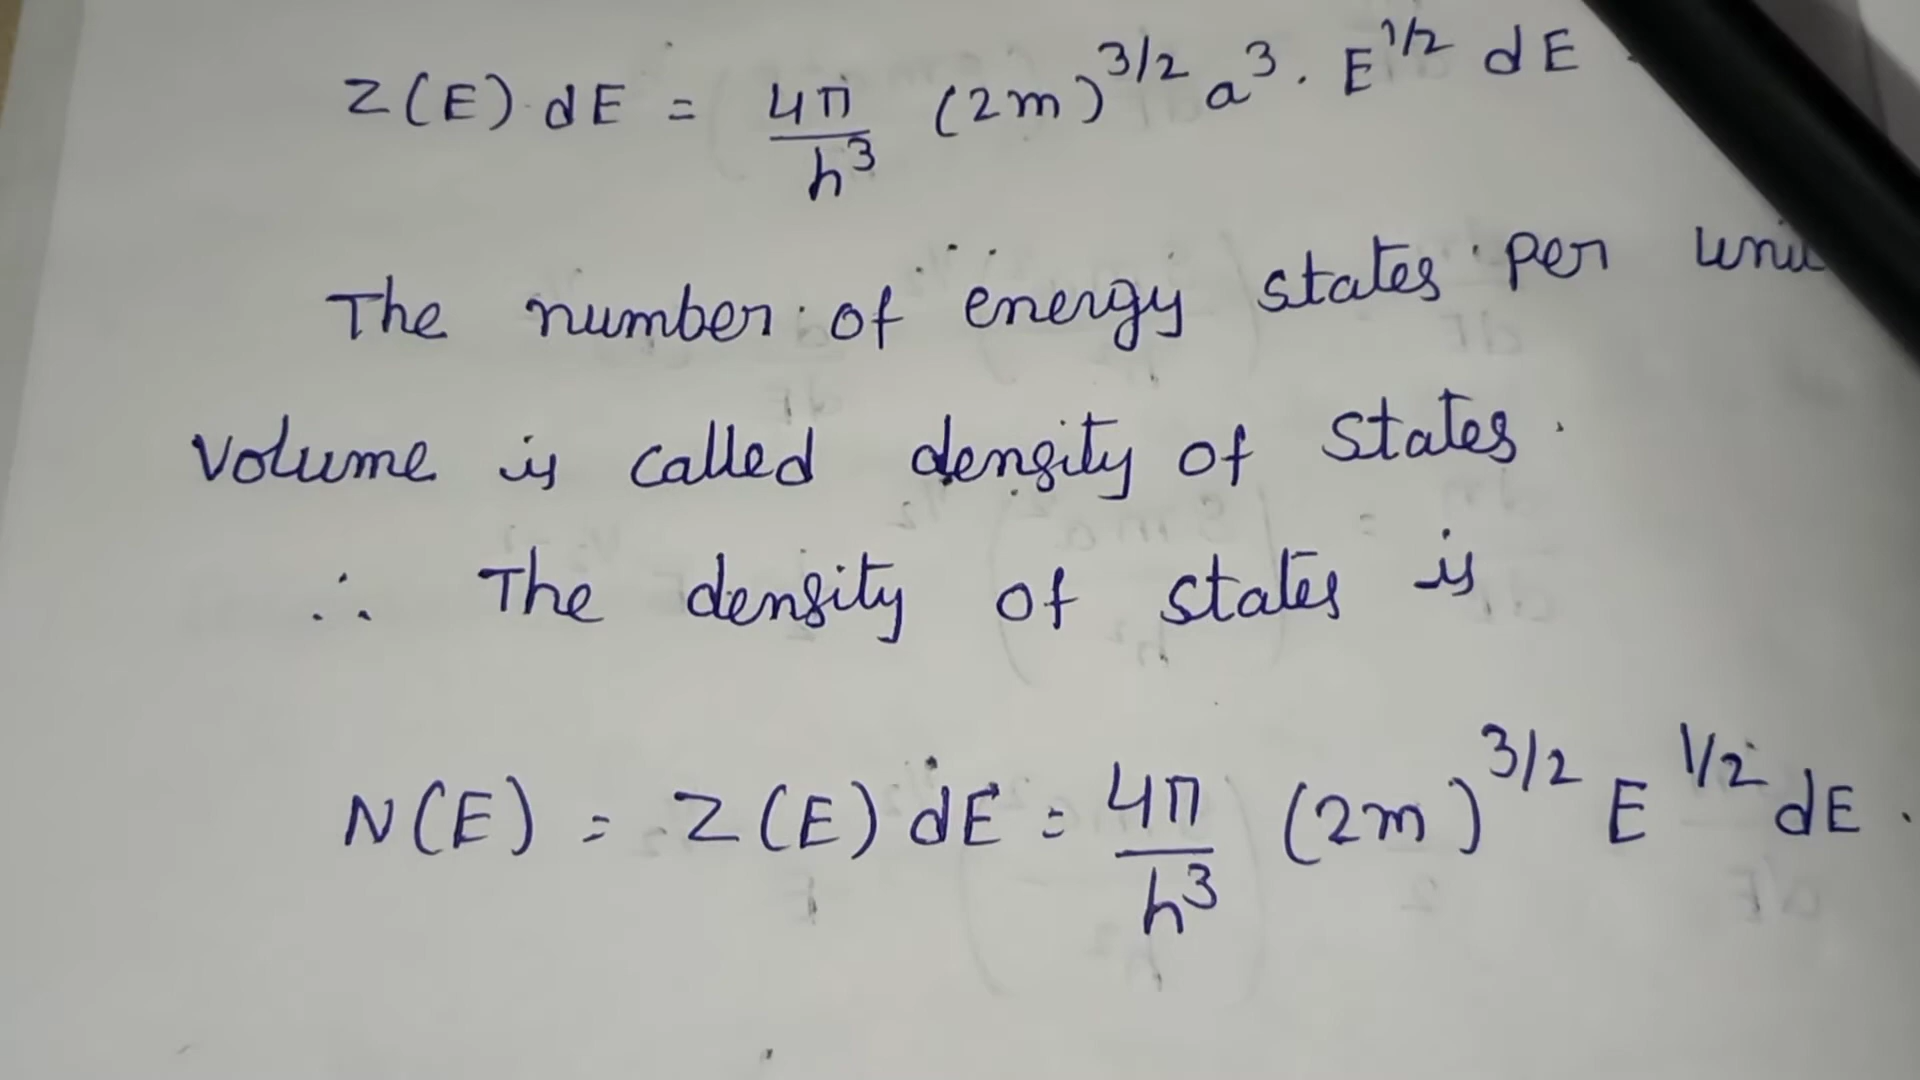 Z(E) dE = 4π/h³ (2m)^3/2 a³. E^1/2 dE
The number of energy states per
volume is called density of states.
∴ The density of states is
N(E) = Z(E) dE = 4π/h³ (2m)^3/2 E^1/2 dE.